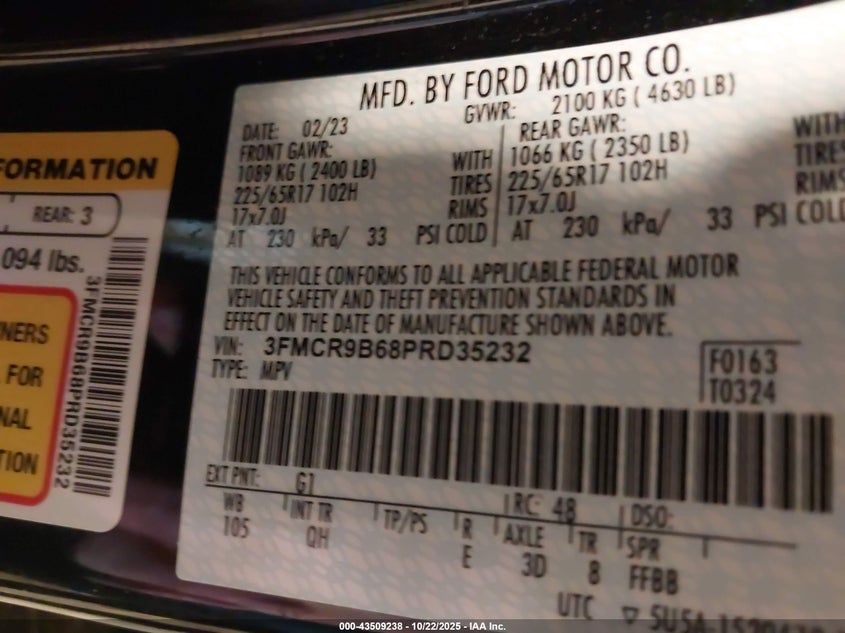 FORMATION
REAR: 3
094 lbs.
3FMCR9B68PRD35232
NERS
FOR
NAL
TION
MFD. BY FORD MOTOR CO.
DATE: 02/23
GVWR: 2100 KG ( 4630 LB)
FRONT GAWR:
1089 KG ( 2400 LB)
WITH
225/65R17 102H
TIRES
17x7.0J
RIMS
AT 230 kPa/ 33 PSI COLD
REAR GAWR:
1066 KG ( 2350 LB)
WITH
225/65R17 102H
TIRES
17x7.0J
RIMS
AT 230 kPa/ 33 PSI COLD
THIS VEHICLE CONFORMS TO ALL APPLICABLE FEDERAL MOTOR
VEHICLE SAFETY AND THEFT PREVENTION STANDARDS IN
EFFECT ON THE DATE OF MANUFACTURE SHOWN ABOVE.
VIN: 3FMCR9B68PRD35232
TYPE: MPV
F0163
T0324
EXT PNT: G1
RC: 48
DSO:
WB INT TR TP/PS R AXLE TR SPR
105 QH E 3D 8 FFBB
UTC
000-43509238 - 10/22/2025 - IAA Inc.